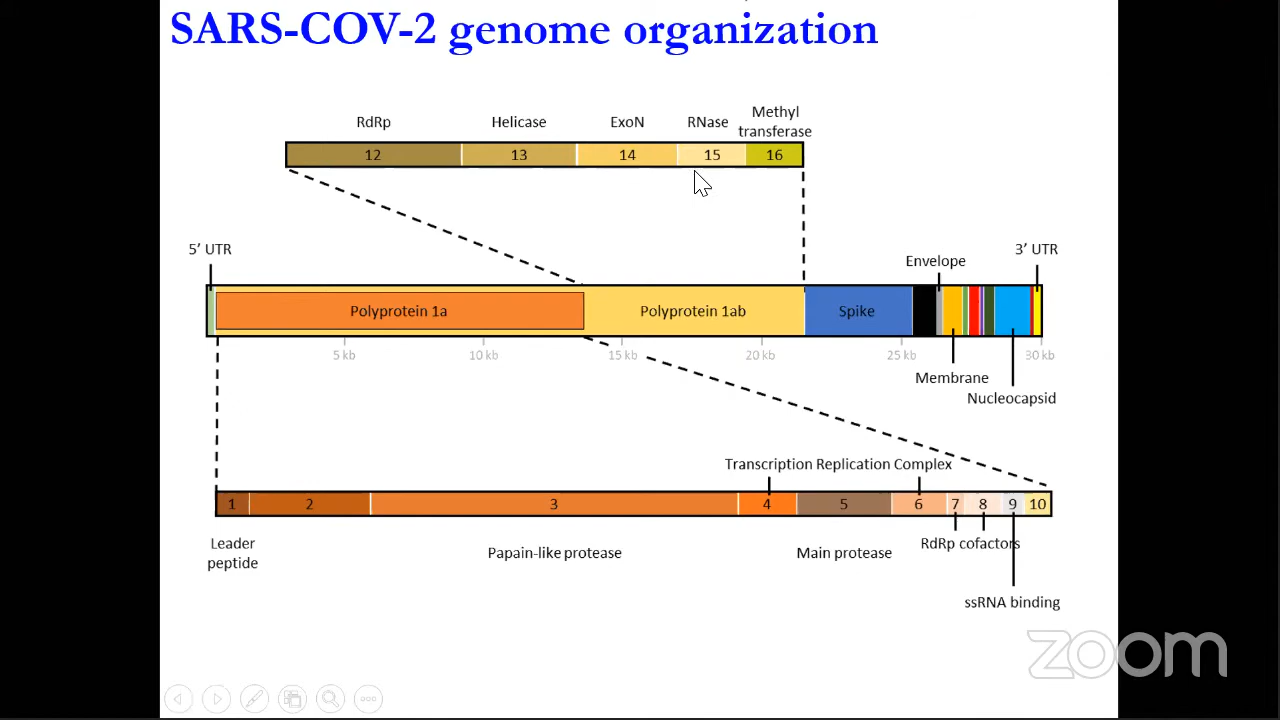 SARS-COV-2 genome organization
RdRp
Helicase
ExoN
RNase
Methyl
transferase
12
13
14
15
16
5’ UTR
Envelope
3’ UTR
Polyprotein 1a
Polyprotein 1ab
Spike
5 kb
10 kb
15 kb
20 kb
25 kb
30 kb
Membrane
Nucleocapsid
Transcription Replication Complex
1
2
3
4
5
6
7
8
9
10
Leader
peptide
Papain-like protease
Main protease
RdRp cofactors
ssRNA binding
zoom